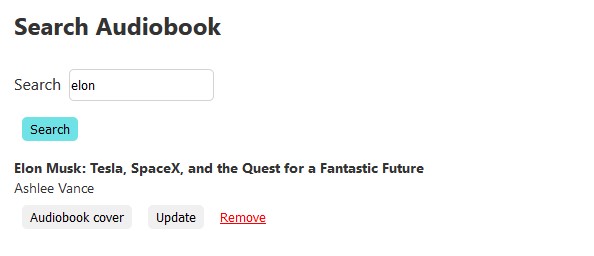 Search Audiobook
Search elon
Search
Elon Musk: Tesla, SpaceX, and the Quest for a Fantastic Future
Ashlee Vance
Audiobook cover Update Remove